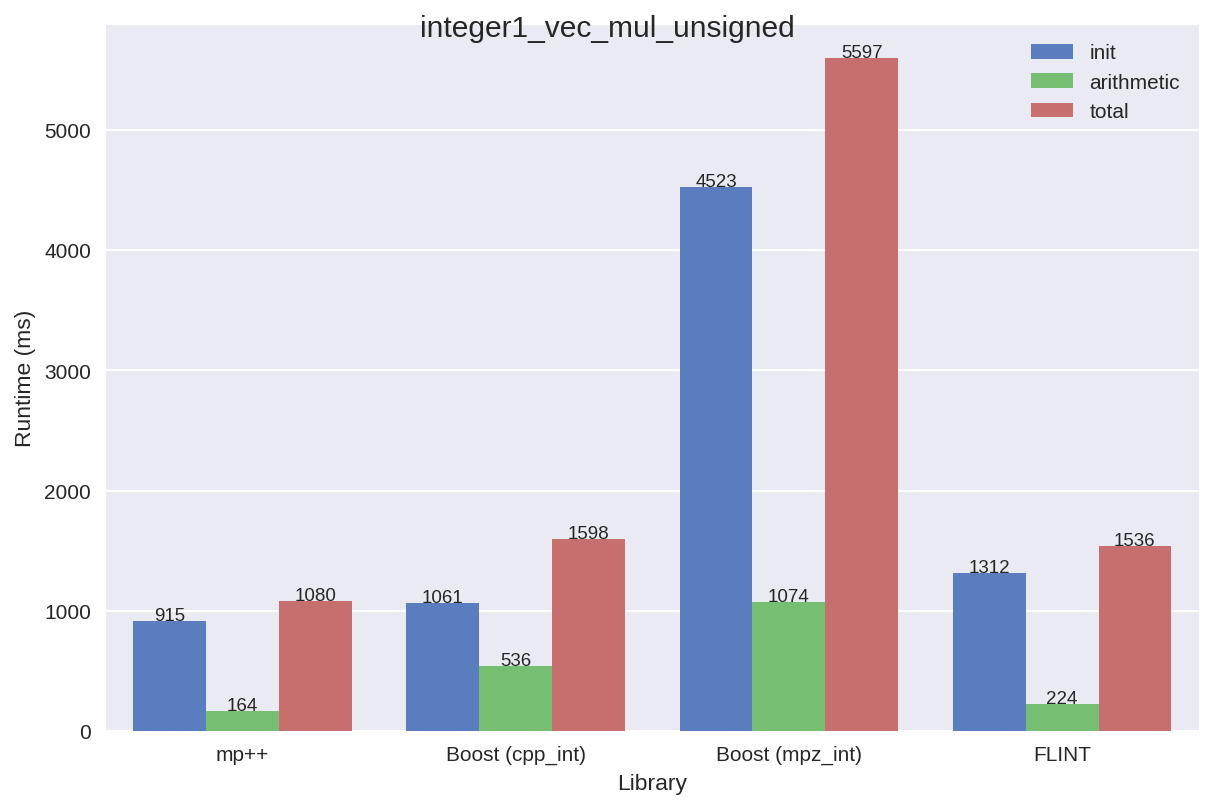 integer1_vec_mul_unsigned
init
arithmetic
total
Runtime (ms)
5000
4000
3000
2000
1000
0
915
164
1080
1061
536
1598
4523
1074
5597
1312
224
1536
mp++
Boost (cpp_int)
Boost (mpz_int)
FLINT
Library